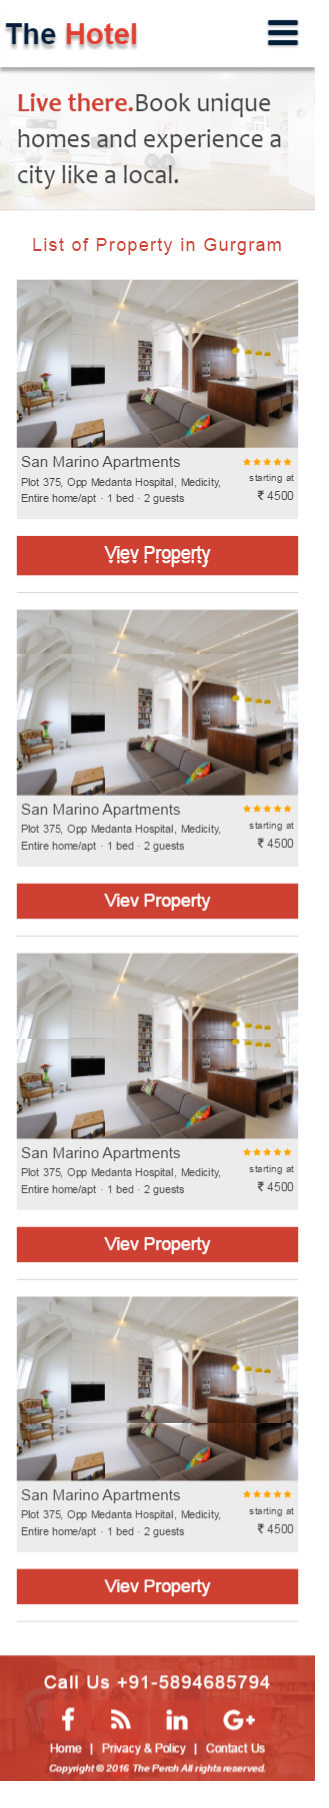 The Hotel
Live there.Book unique
homes and experience a
city like a local.
List of Property in Gurgram
San Marino Apartments
Plot 375, Opp Medanta Hospital, Medicity,
starting at
Entire home/apt · 1 bed · 2 guests
₹ 4500
Viev Property
San Marino Apartments
Plot 375, Opp Medanta Hospital, Medicity,
starting at
Entire home/apt · 1 bed · 2 guests
₹ 4500
Viev Property
San Marino Apartments
Plot 375, Opp Medanta Hospital, Medicity,
starting at
Entire home/apt · 1 bed · 2 guests
₹ 4500
Viev Property
San Marino Apartments
Plot 375, Opp Medanta Hospital, Medicity,
starting at
Entire home/apt · 1 bed · 2 guests
₹ 4500
Viev Property
Call Us +91-5894685794
Home | Privacy & Policy | Contact Us
Copyright © 2016 The Perch All rights reserved.